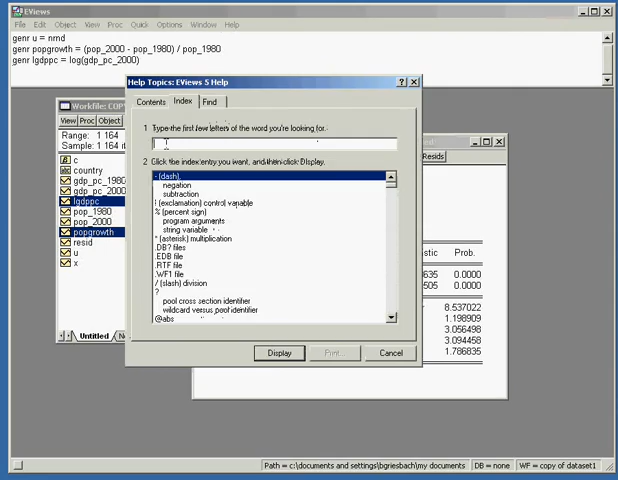 EViews
File Edit Object View Proc Quick Options Window Help
genr u = nrnd
genr popgrowth = (pop_2000 - pop_1980) / pop_1980
genr lgdppc = log(gdp_pc_2000)
Help Topics: EViews 5 Help
Contents Index Find
1 Type the first few letters of the word you're looking for.
2 Click the index entry you want, and then click Display.
- (dash),
negation
subtraction
! (exclamation) control variable
% (percent sign)
program arguments
string variable
* (asterisk) multiplication
.DB? files
.EDB file
.RTF file
.WF1 file
/ (slash) division
?
pool cross section identifier
wildcard versus pool identifier
@abs
Display Print... Cancel
Workfile: COP
View Proc Object
Range: 1 164
Sample: 1 164
c
country
gdp_pc_1980
gdp_pc_2000
lgdppc
pop_1980
pop_2000
popgrowth
resid
u
x
Untitled
Resids
stic Prob.
635 0.0000
505 0.0000
8.537022
1.198909
3.056498
3.094458
1.786835
Path = c:\documents and settings\bgriesbach\my documents DB = none WF = copy of dataset1